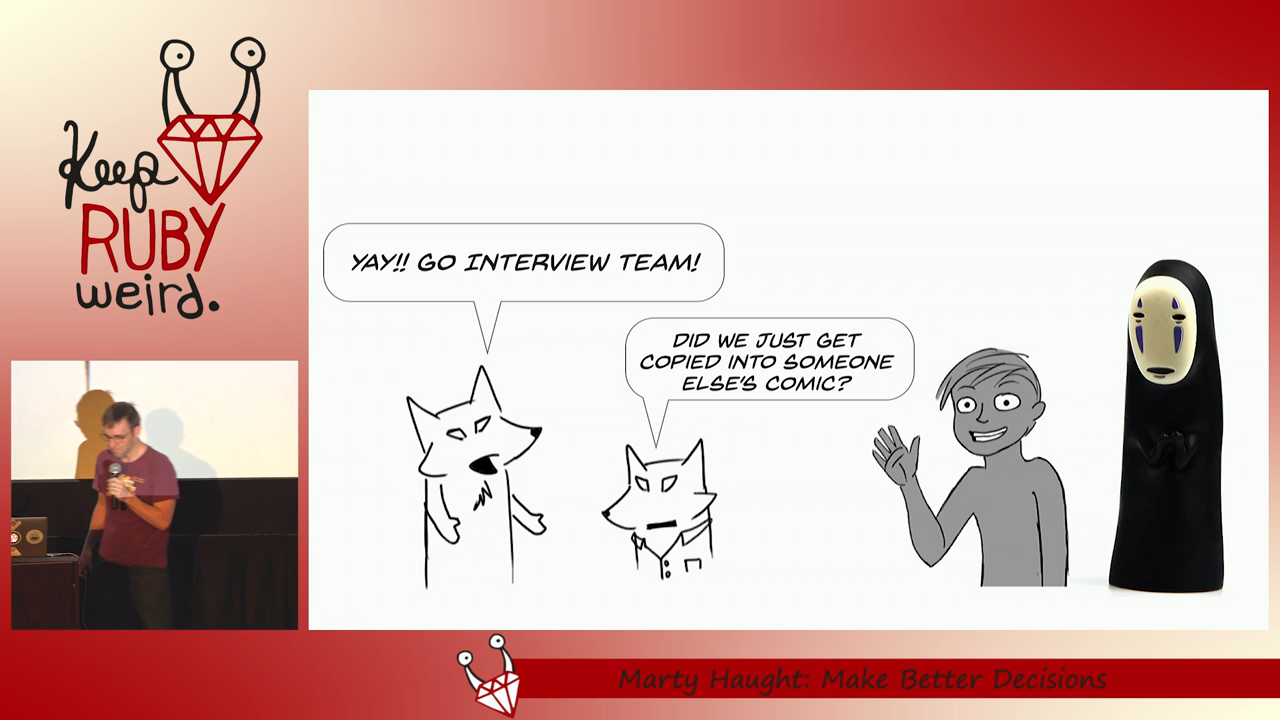 Keep
RUBY
weird.
YAY!! GO INTERVIEW TEAM!
DID WE JUST GET
COPIED INTO SOMEONE
ELSE'S COMIC?
Marty Haught: Make Better Decisions